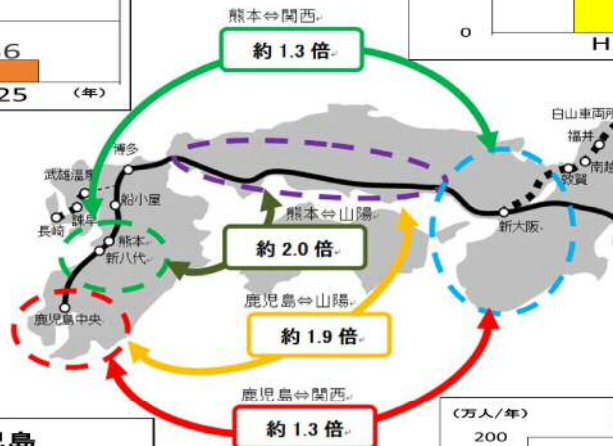 熊本⇔関西
約 1.3 倍
0
H
25
(年)
白山車両所
福井
南越
敦賀
博多
武雄温泉
船小屋
諫早
長崎
熊本
新八代
鹿児島中央
新大阪
熊本⇔山陽
約 2.0 倍
鹿児島⇔山陽
約 1.9 倍
鹿児島⇔関西
約 1.3 倍
(万人/年)
200